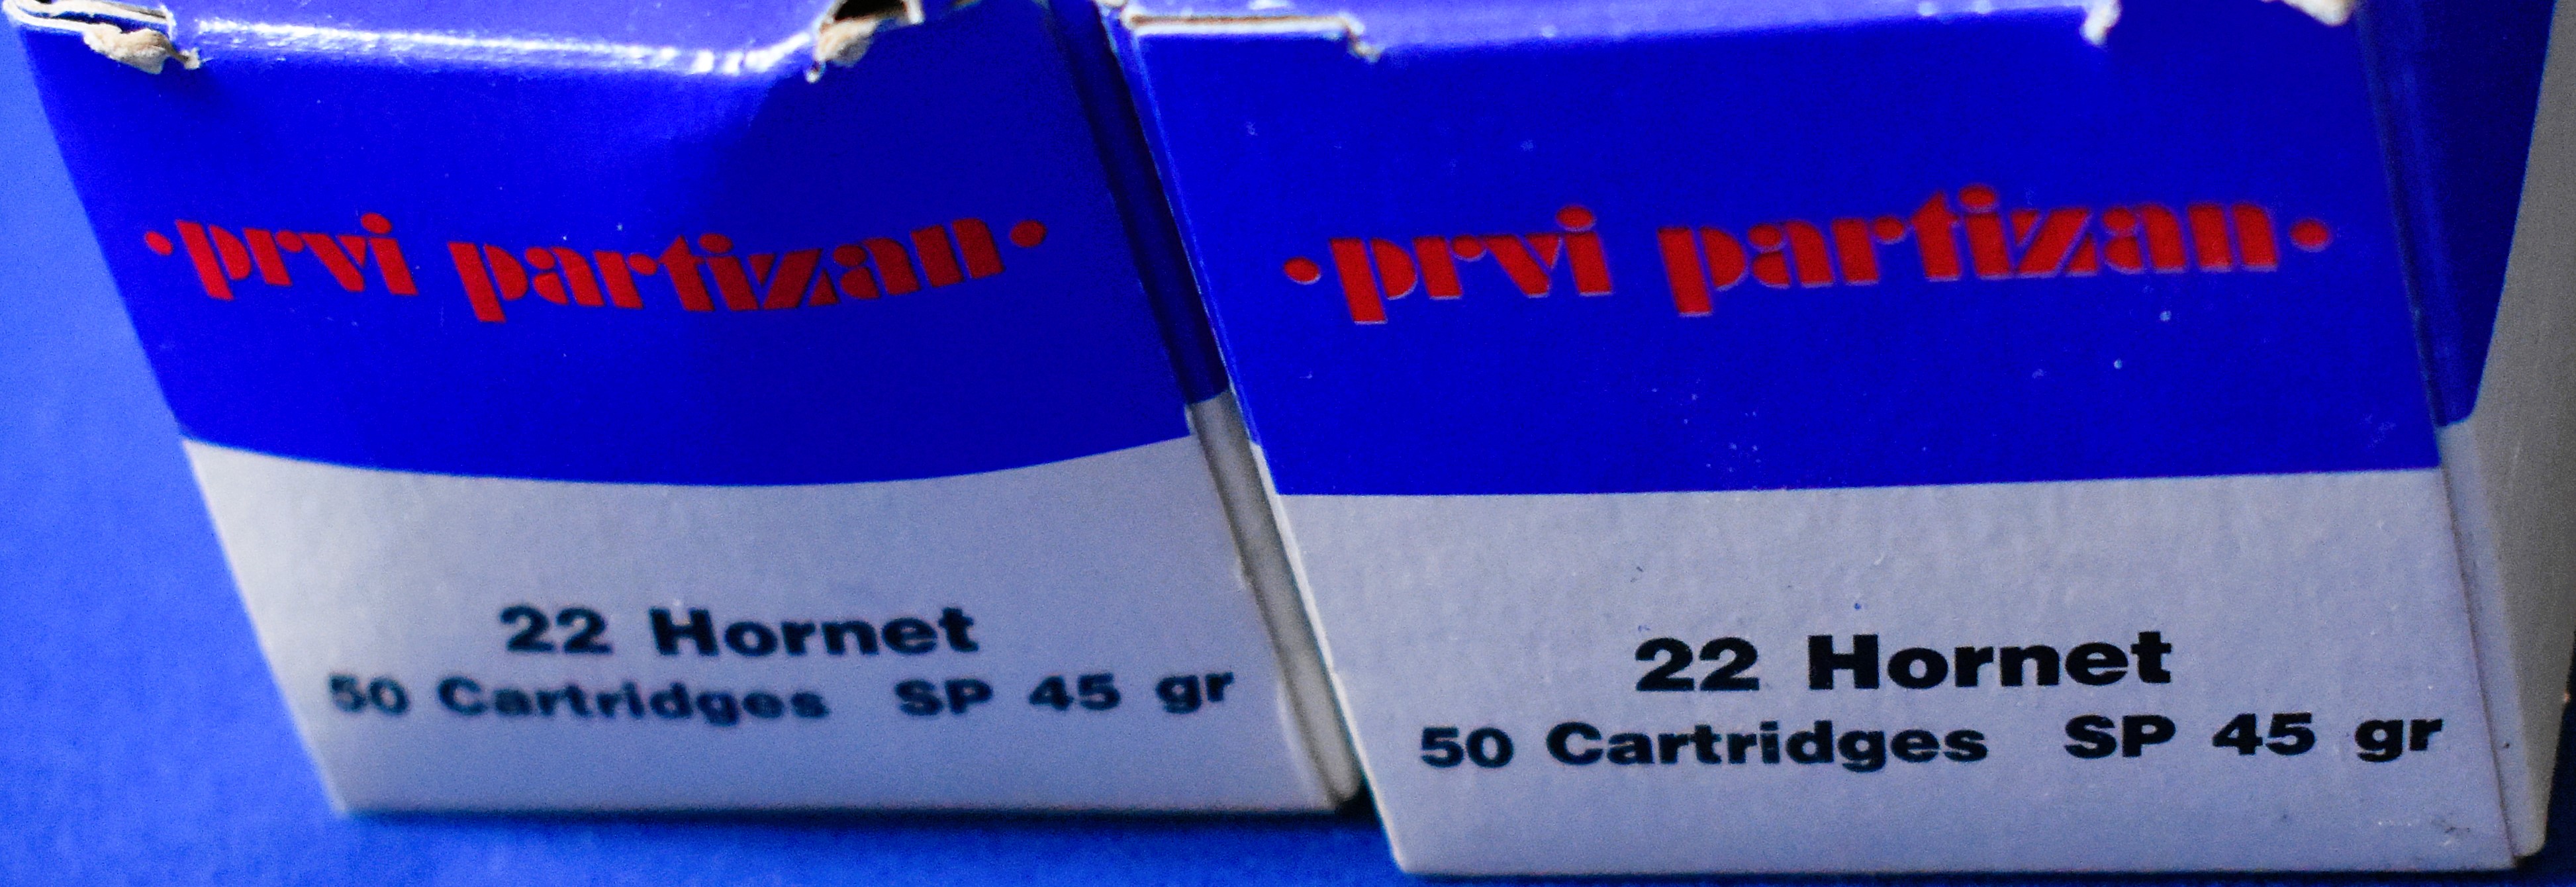 •prvi partizan•
22 Hornet
50 Cartridges SP 45 gr
•prvi partizan•
22 Hornet
50 Cartridges SP 45 gr